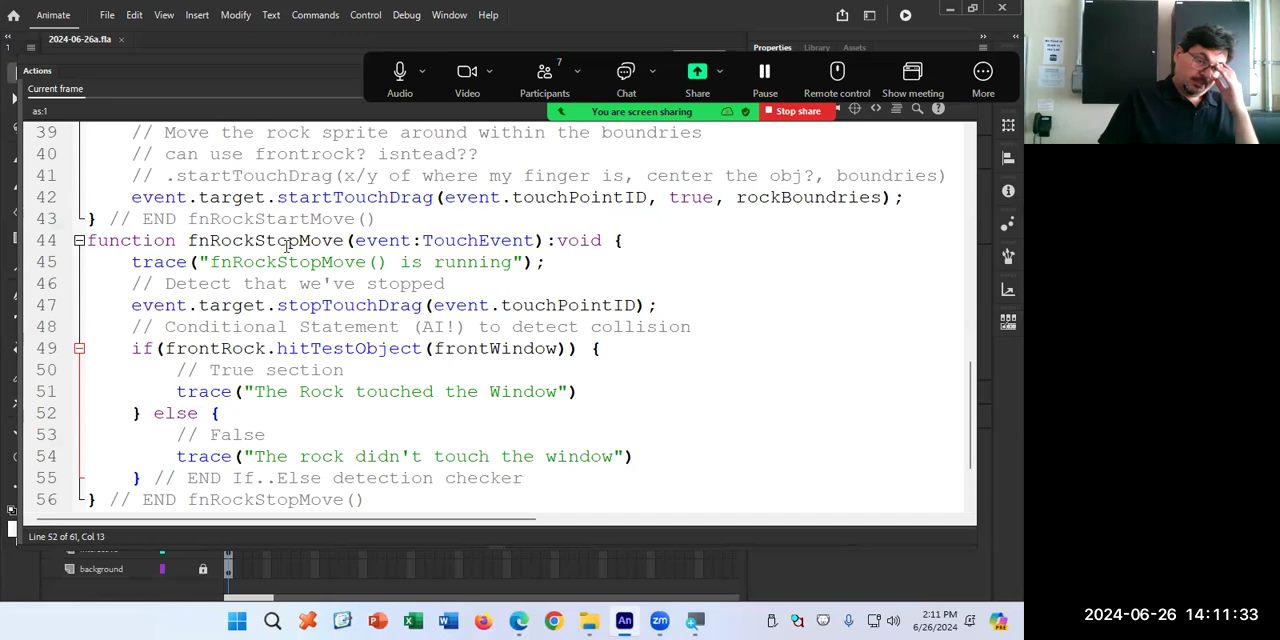 Animate File Edit View Insert Modify Text Commands Control Debug Window Help
2024-06-26a.fla
Properties Library Assets
Actions
Current frame
7
Audio Video Participants Chat Share Pause Remote control Show meeting More
You are screen sharing Stop share
as:1
39 // Move the rock sprite around within the boundries
40 // can use frontrock? isntead??
41 // .startTouchDrag(x/y of where my finger is, center the obj?, boundries)
42 event.target.startTouchDrag(event.touchPointID, true, rockBoundries);
43 } // END fnRockStartMove()
44 function fnRockStopMove(event:TouchEvent):void {
45 trace("fnRockStopMove() is running");
46 // Detect that we've stopped
47 event.target.stopTouchDrag(event.touchPointID);
48 // Conditional Statement (AI!) to detect collision
49 if(frontRock.hitTestObject(frontWindow)) {
50 // True section
51 trace("The Rock touched the Window")
52 } else {
53 // False
54 trace("The rock didn't touch the window")
55 } // END If..Else detection checker
56 } // END fnRockStopMove()
Line 52 of 61, Col 13
background
2:11 PM
6/26/2024
2024-06-26 14:11:33